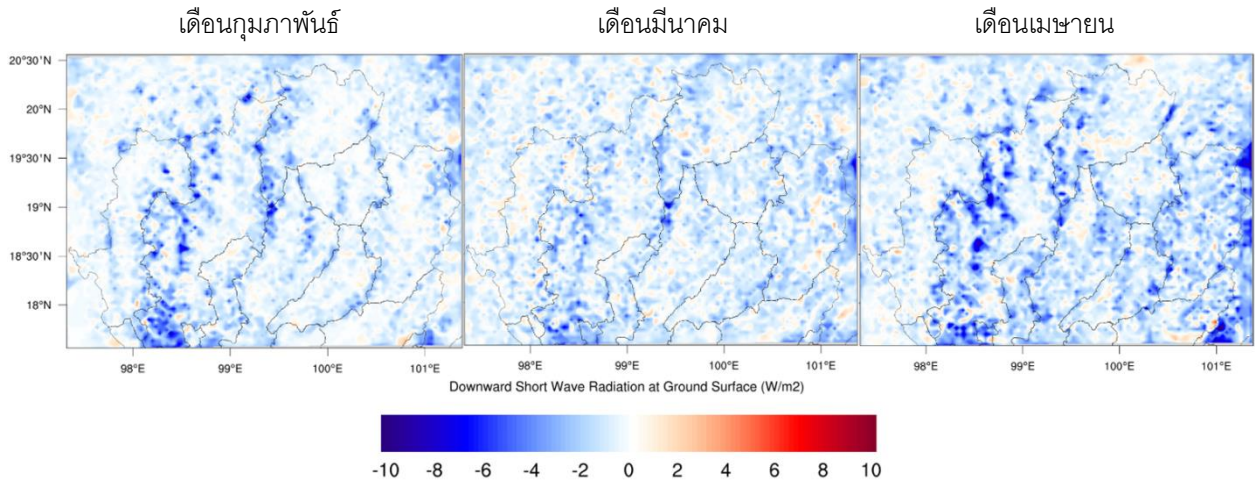 เดือนกุมภาพันธ์ เดือนมีนาคม เดือนเมษายน
20°30'N
20°N
19°30'N
19°N
18°30'N
18°N
98°E 99°E 100°E 101°E 98°E 99°E 100°E 101°E 98°E 99°E 100°E 101°E
Downward Short Wave Radiation at Ground Surface (W/m2)
-10 -8 -6 -4 -2 0 2 4 6 8 10